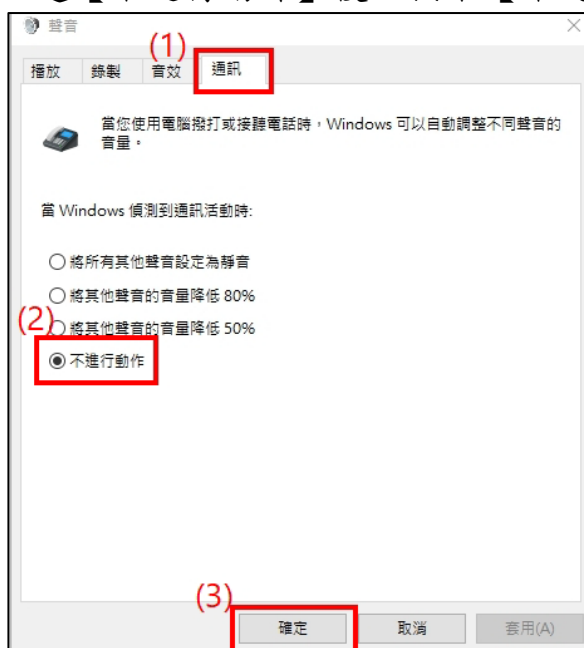 聲音
(1)
播放 錄製 音效 通訊
當您使用電腦撥打或接聽電話時，Windows 可以自動調整不同聲音的
音量。
當 Windows 偵測到通訊活動時:
將所有其他聲音設定為靜音
將其他聲音的音量降低 80%
(2)
將其他聲音的音量降低 50%
不進行動作
(3)
確定 取消 套用(A)